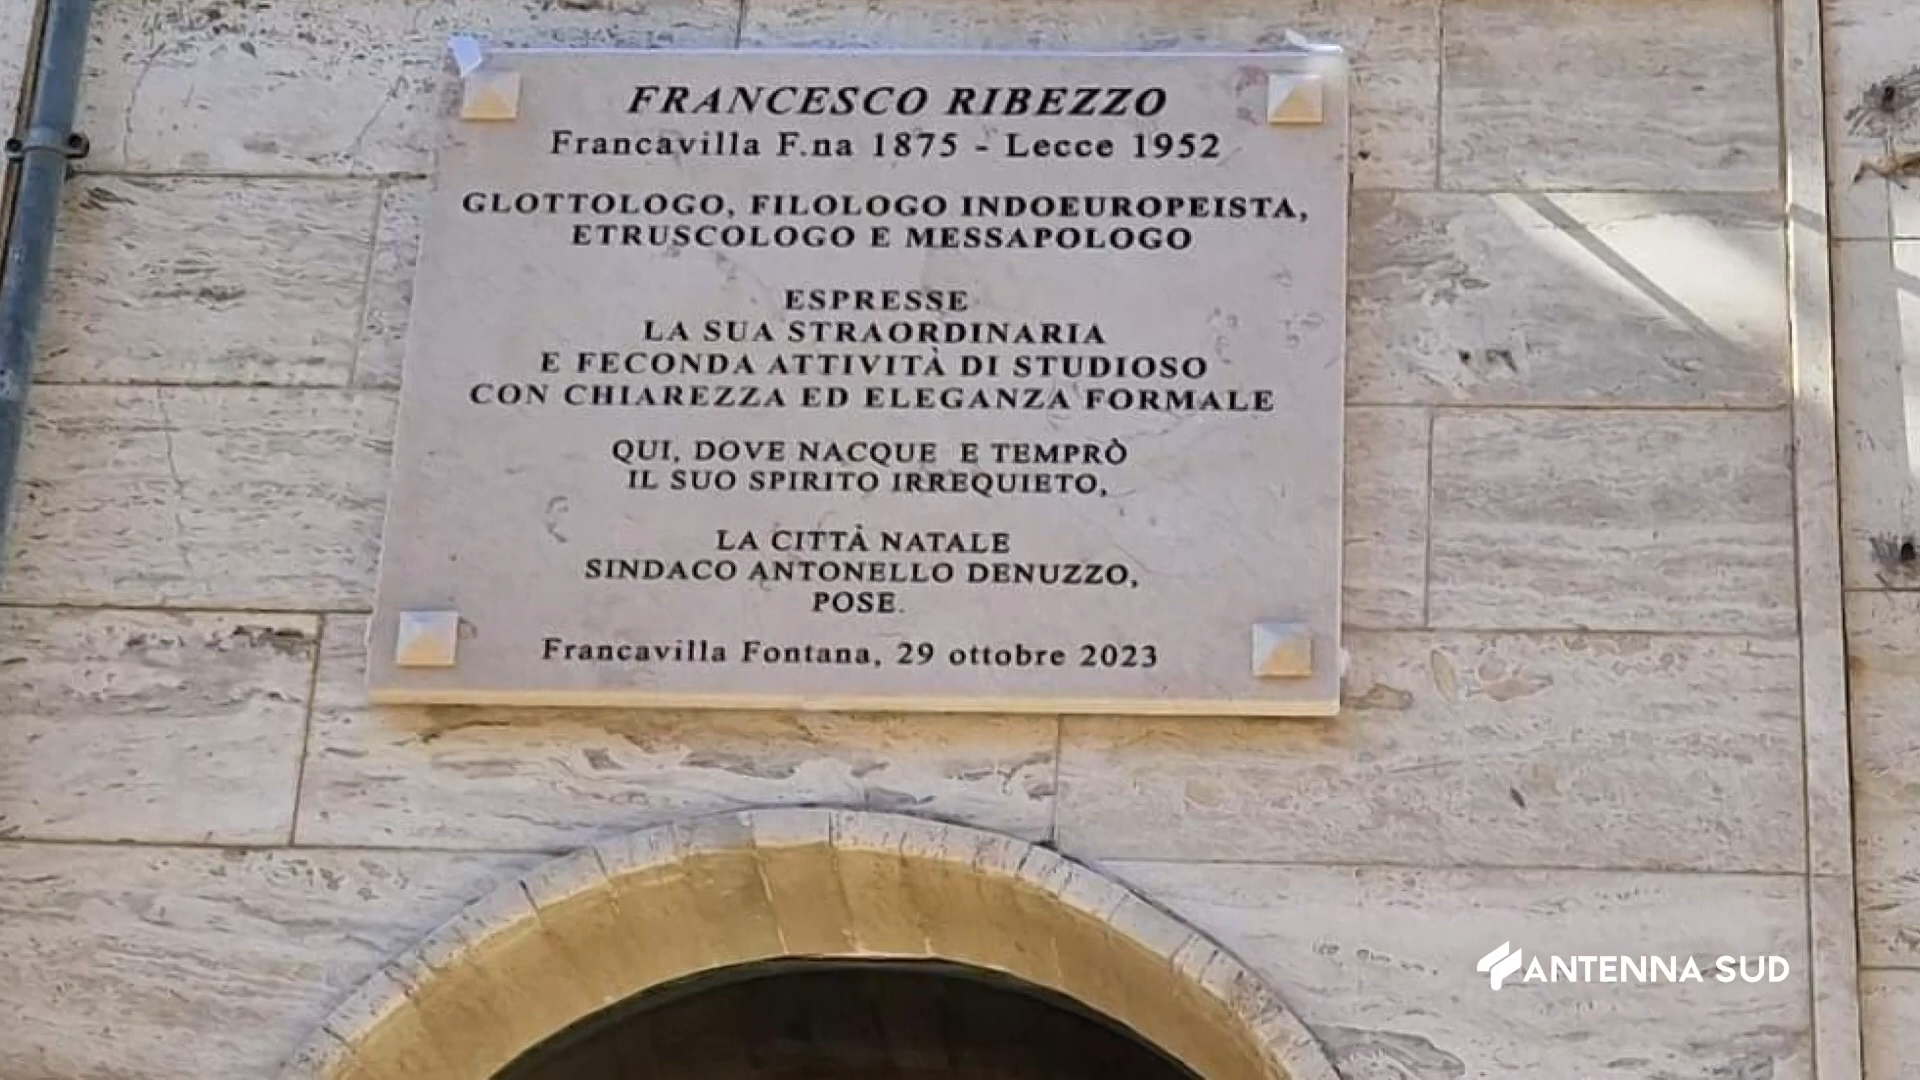 FRANCESCO RIBEZZO
Francavilla F.na 1875 - Lecce 1952
GLOTTOLOGO, FILOLOGO INDOEUROPEISTA,
ETRUSCOLOGO E MESSAPOLOGO
ESPRESSE
LA SUA STRAORDINARIA
E FECONDA ATTIVITÀ DI STUDIOSO
CON CHIAREZZA ED ELEGANZA FORMALE
QUI, DOVE NACQUE E TEMPRÒ
IL SUO SPIRITO IRREQUIETO,
LA CITTÀ NATALE
SINDACO ANTONELLO DENUZZO,
POSE.
Francavilla Fontana, 29 ottobre 2023
ANTENNA SUD